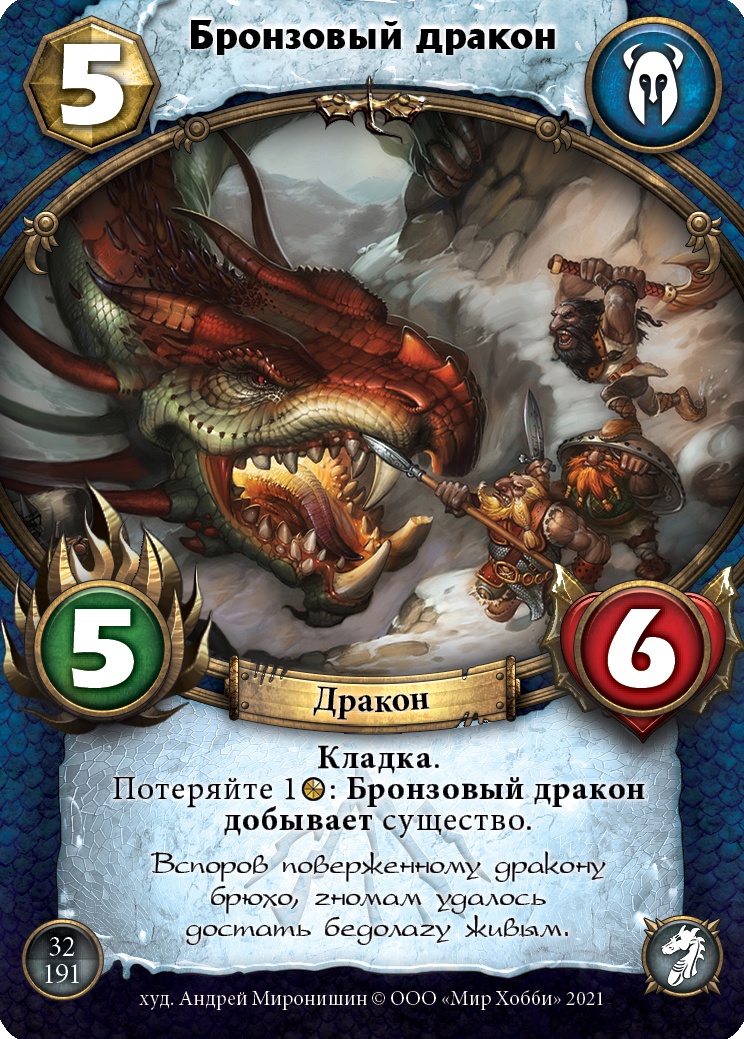 Бронзовый дракон
5
5
6
Дракон
Кладка.
Потеряйте 1 : Бронзовый дракон
добывает существо.
Вспоров поверженному дракону
брюхо, гномам удалось
достать бедолагу живым.
32
191
худ. Андрей Миронишин © ООО «Мир Хобби» 2021